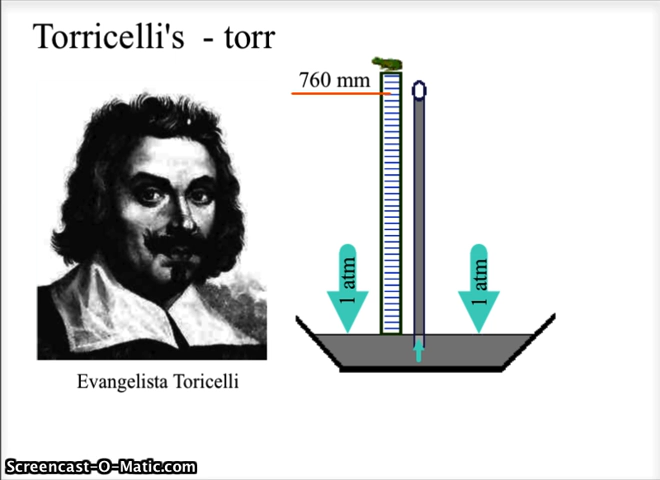 Torricelli's - torr
760 mm
1 atm
1 atm
Evangelista Toricelli
Screencast-O-Matic.com